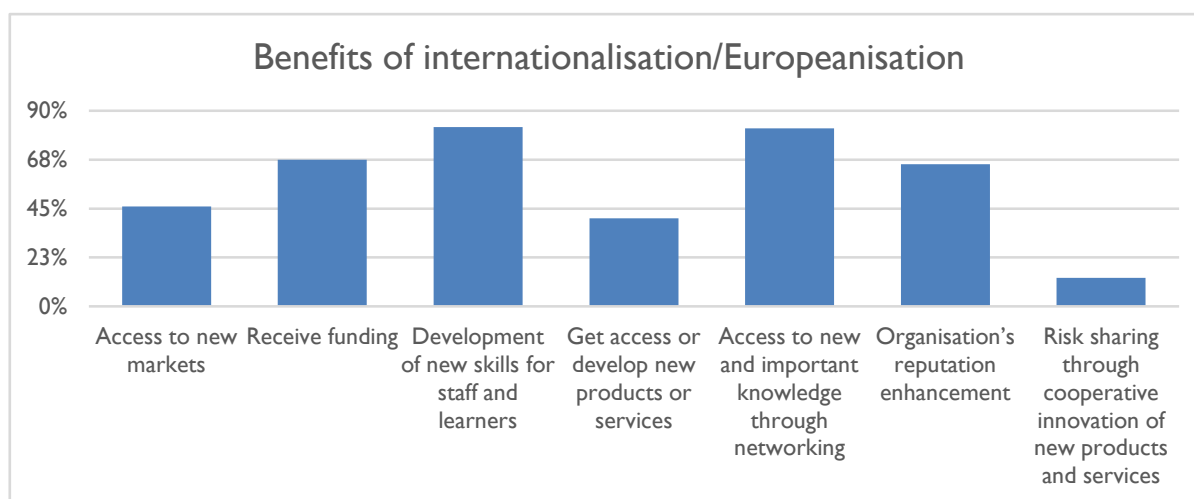 Benefits of internationalisation/Europeanisation
90%
68%
45%
23%
0%
Access to new
markets
Receive funding
Development
of new skills for
staff and
learners
Get access or
develop new
products or
services
Access to new
and important
knowledge
through
networking
Organisation’s
reputation
enhancement
Risk sharing
through
cooperative
innovation of
new products
and services